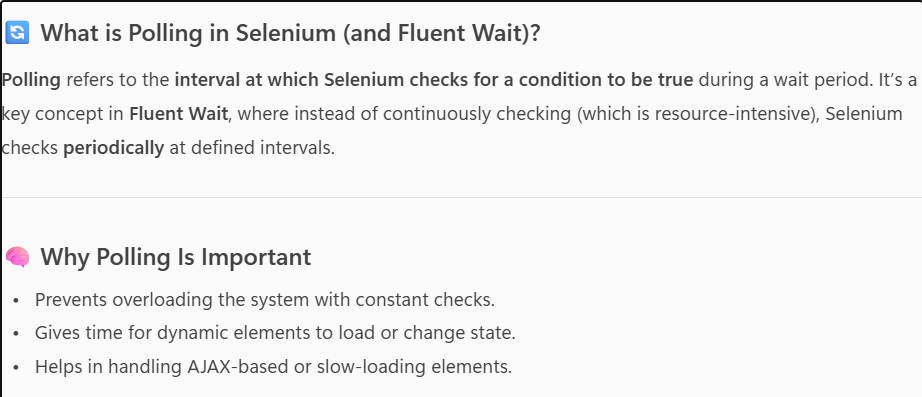 What is Polling in Selenium (and Fluent Wait)?
Polling refers to the interval at which Selenium checks for a condition to be true during a wait period. It’s a
key concept in Fluent Wait, where instead of continuously checking (which is resource-intensive), Selenium
checks periodically at defined intervals.
Why Polling Is Important
• Prevents overloading the system with constant checks.
• Gives time for dynamic elements to load or change state.
• Helps in handling AJAX-based or slow-loading elements.